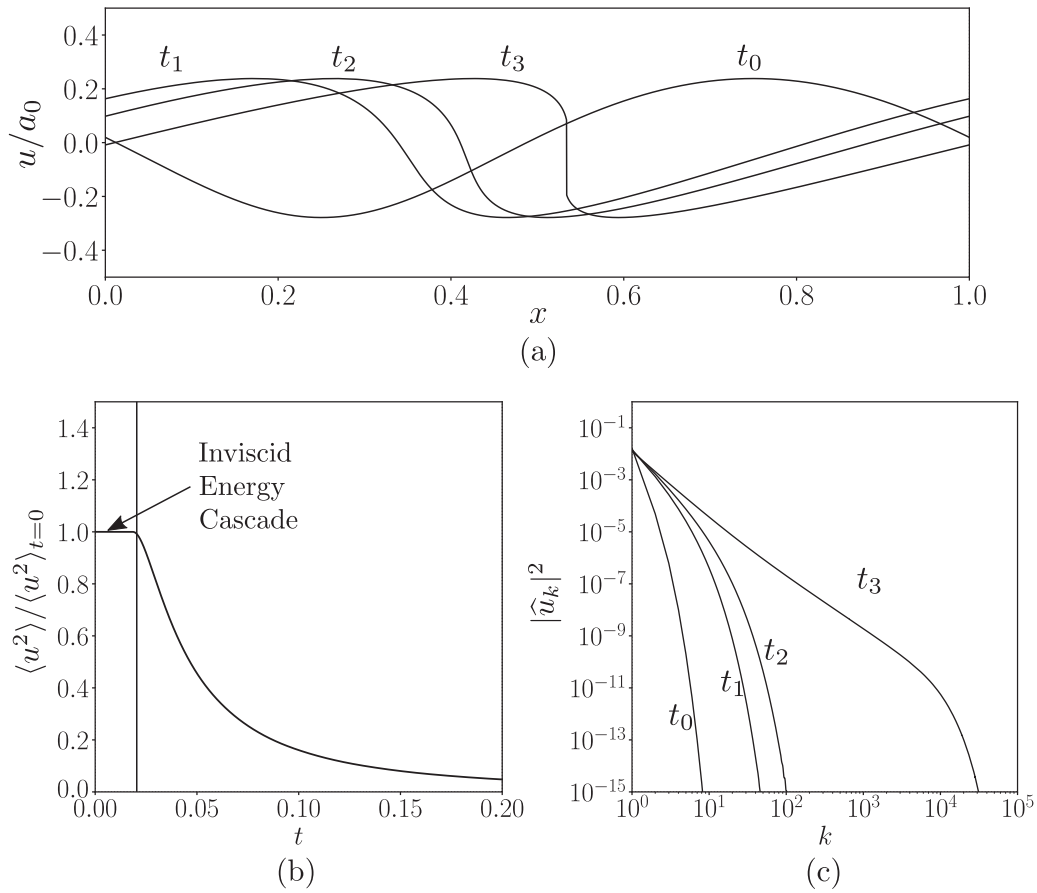 0.4
0.2
0.0
−0.2
−0.4
u/a₀
t₁ t₂ t₃ t₀
0.0 0.2 0.4 0.6 0.8 1.0
x
(a)
1.4
1.2
1.0
0.8
0.6
0.4
0.2
0.0
⟨u²⟩/⟨u²⟩ₜ₌₀
Inviscid
Energy
Cascade
0.00 0.05 0.10 0.15 0.20
t
(b)
10⁻¹
10⁻³
10⁻⁵
10⁻⁷
10⁻⁹
10⁻¹¹
10⁻¹³
10⁻¹⁵
|û_k|²
t₃
t₂
t₁
t₀
10⁰ 10¹ 10² 10³ 10⁴ 10⁵
k
(c)